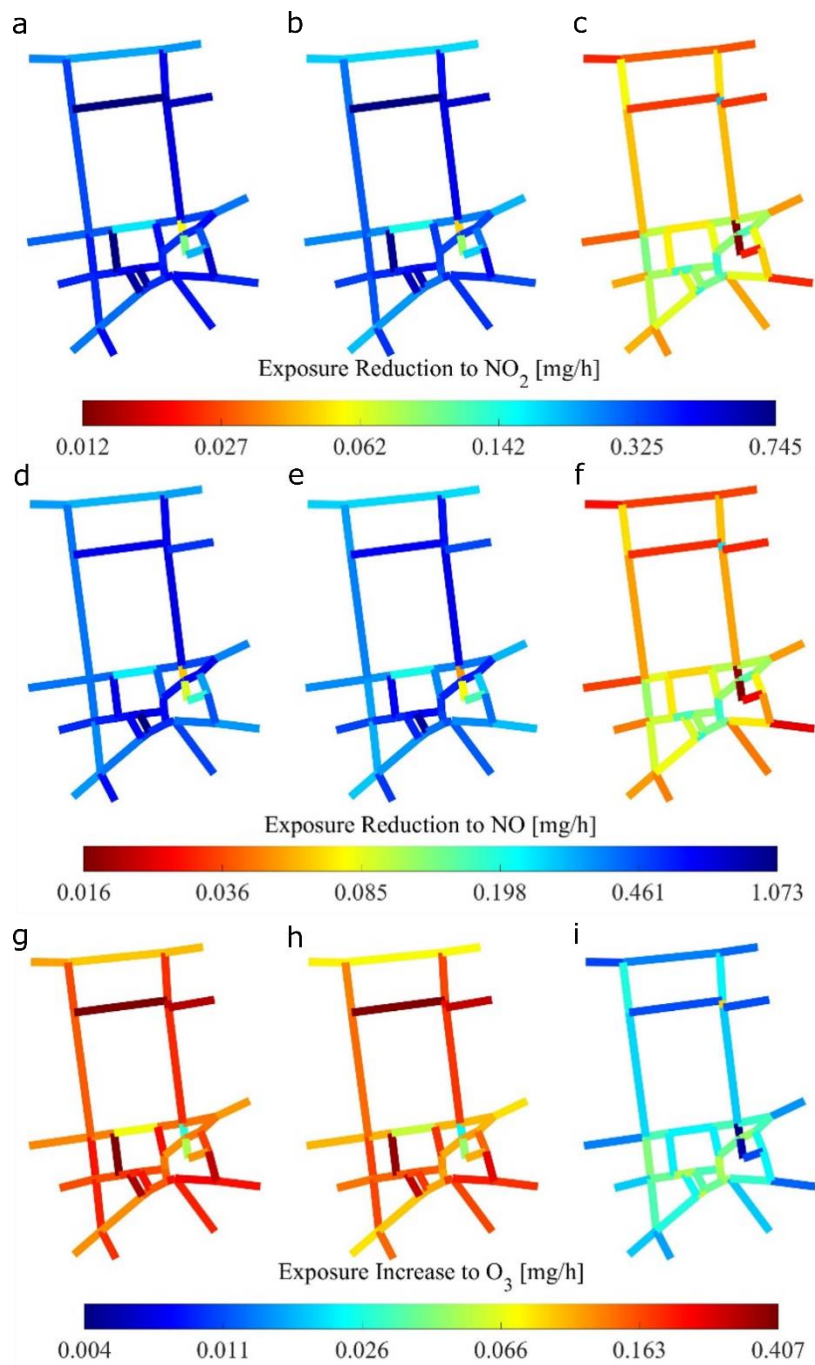 a b c
Exposure Reduction to NO₂ [mg/h]
0.012 0.027 0.062 0.142 0.325 0.745
d e f
Exposure Reduction to NO [mg/h]
0.016 0.036 0.085 0.198 0.461 1.073
g h i
Exposure Increase to O₃ [mg/h]
0.004 0.011 0.026 0.066 0.163 0.407